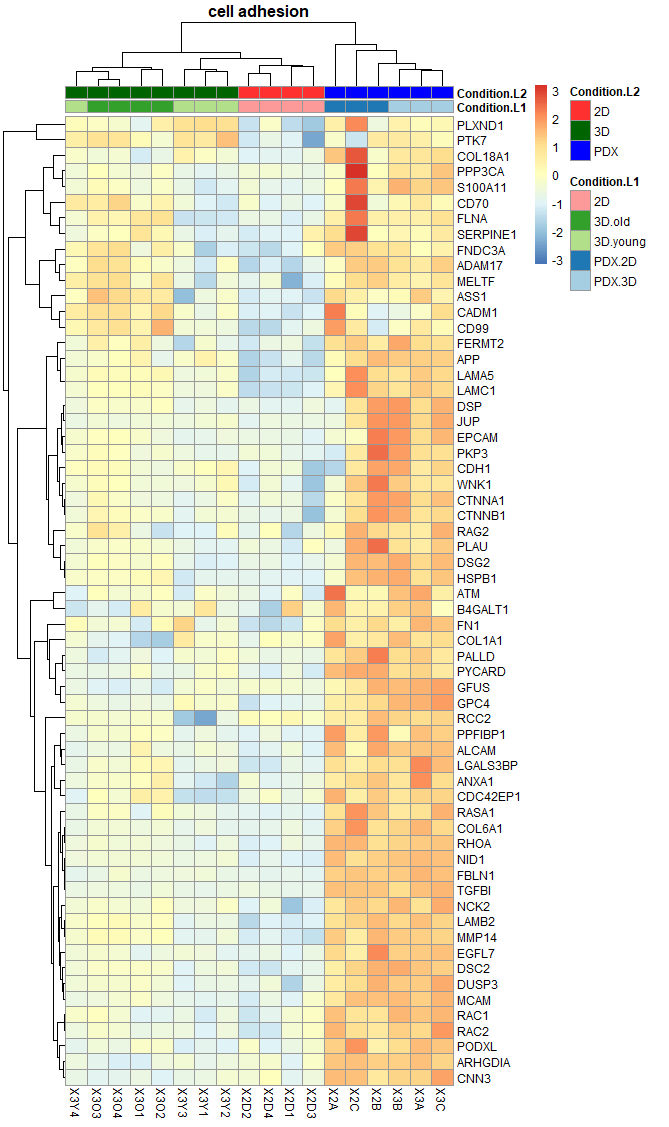 cell adhesion
Condition.L2
Condition.L1
PLXND1
PTK7
COL18A1
PPP3CA
S100A11
CD70
FLNA
SERPINE1
FNDC3A
ADAM17
MELTF
ASS1
CADM1
CD99
FERMT2
APP
LAMA5
LAMC1
DSP
JUP
EPCAM
PKP3
CDH1
WNK1
CTNNA1
CTNNB1
RAG2
PLAU
DSG2
HSPB1
ATM
B4GALT1
FN1
COL1A1
PALLD
PYCARD
GFUS
GPC4
RCC2
PPFIBP1
ALCAM
LGALS3BP
ANXA1
CDC42EP1
RASA1
COL6A1
RHOA
NID1
FBLN1
TGFBI
NCK2
LAMB2
MMP14
EGFL7
DSC2
DUSP3
MCAM
RAC1
RAC2
PODXL
ARHGDIA
CNN3
X3Y4
X3O3
X3O4
X3O1
X3O2
X3Y3
X3Y1
X3Y2
X2D2
X2D4
X2D1
X2D3
X2A
X2C
X2B
X3B
X3A
X3C
3
2
1
0
-1
-2
-3
Condition.L2
2D
3D
PDX
Condition.L1
2D
3D.old
3D.young
PDX.2D
PDX.3D